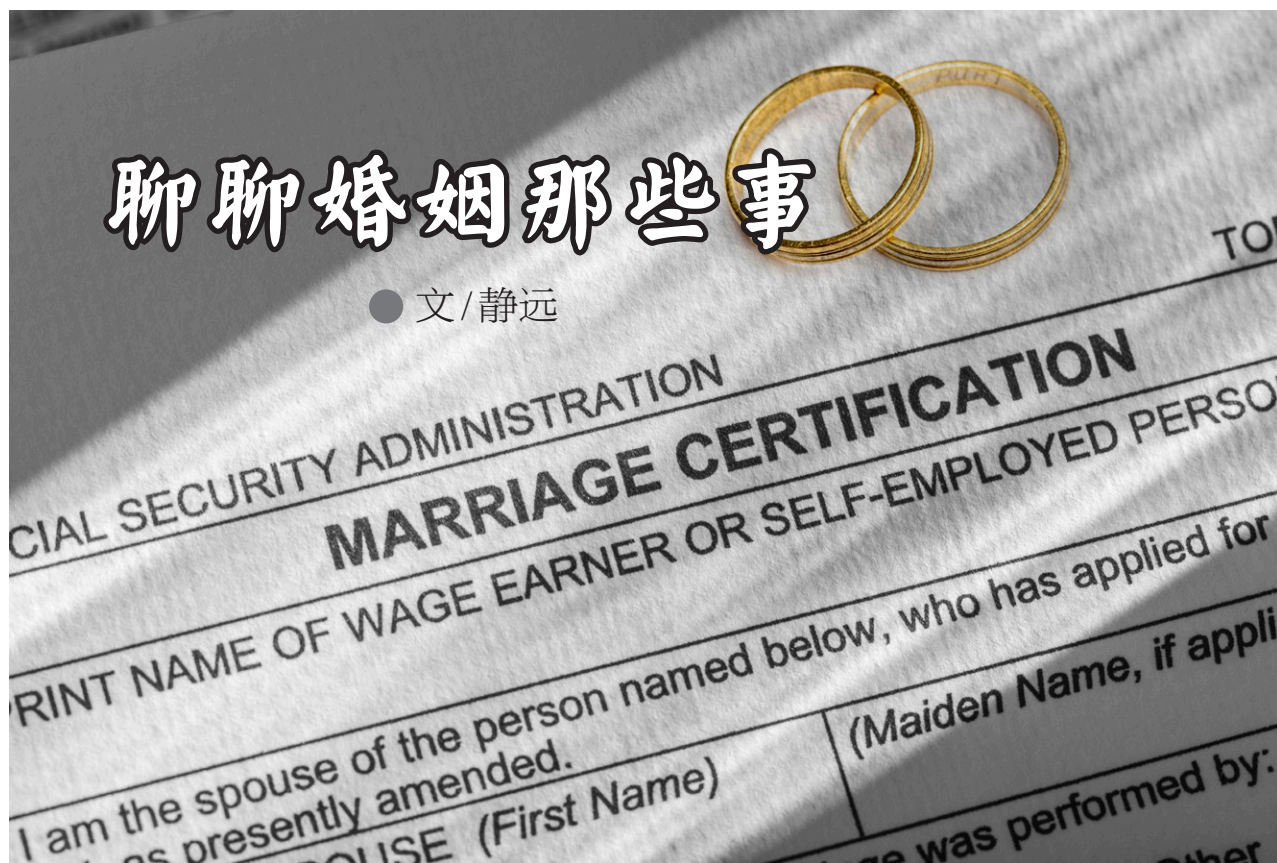 聊聊婚姻那些事
文/静远
TO
CIAL SECURITY ADMINISTRATION
MARRIAGE CERTIFICATION
PRINT NAME OF WAGE EARNER OR SELF-EMPLOYED PERSO
I am the spouse of the person named below, who has applied for
as presently amended.
(First Name)
(Maiden Name, if appli
was performed by: